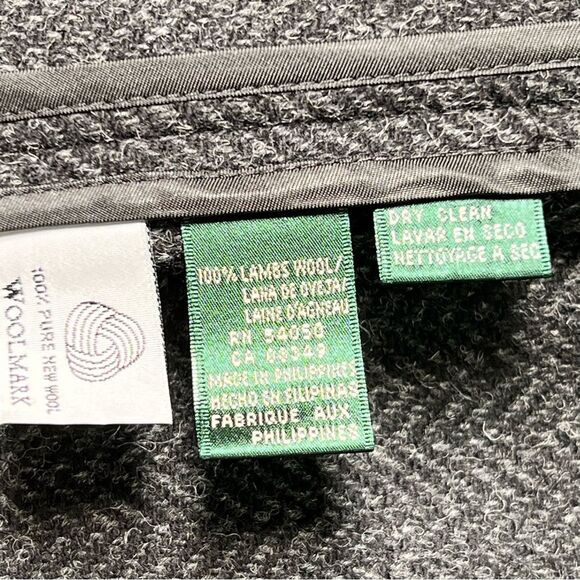 100% PURE NEW WOOL
WOOLMARK
100% LAMBS WOOL/
LANA DE OVEJA/
LAINE D'AGNEAU
RN 54050
CA 08549
MADE IN PHILIPPINES
HECHO EN FILIPINAS
FABRIQUE AUX
PHILIPPINES
DRY CLEAN
LAVAR EN SECO
NETTOYAGE A SEC